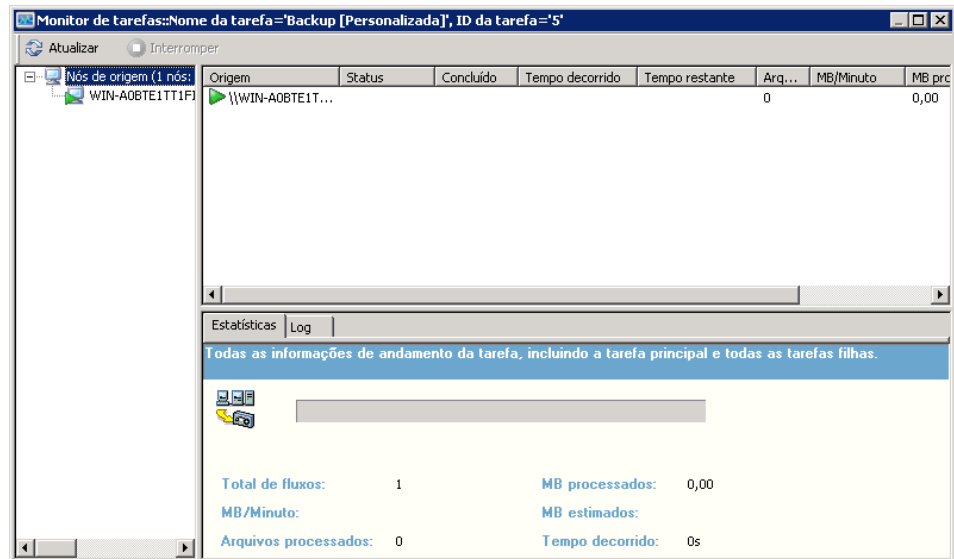 Monitor de tarefas::Nome da tarefa='Backup [Personalizada]', ID da tarefa='5'
Atualizar Interromper
Nós de origem (1 nós:
WIN-A0BTE1TT1F
Origem Status Concluído Tempo decorrido Tempo restante Arq... MB/Minuto MB pro
\\WIN-A0BTE1T... 0 0,00
Estatísticas Log
Todas as informações de andamento da tarefa, incluindo a tarefa principal e todas as tarefas filhas.
Total de fluxos: 1 MB processados: 0,00
MB/Minuto: MB estimados:
Arquivos processados: 0 Tempo decorrido: 0s